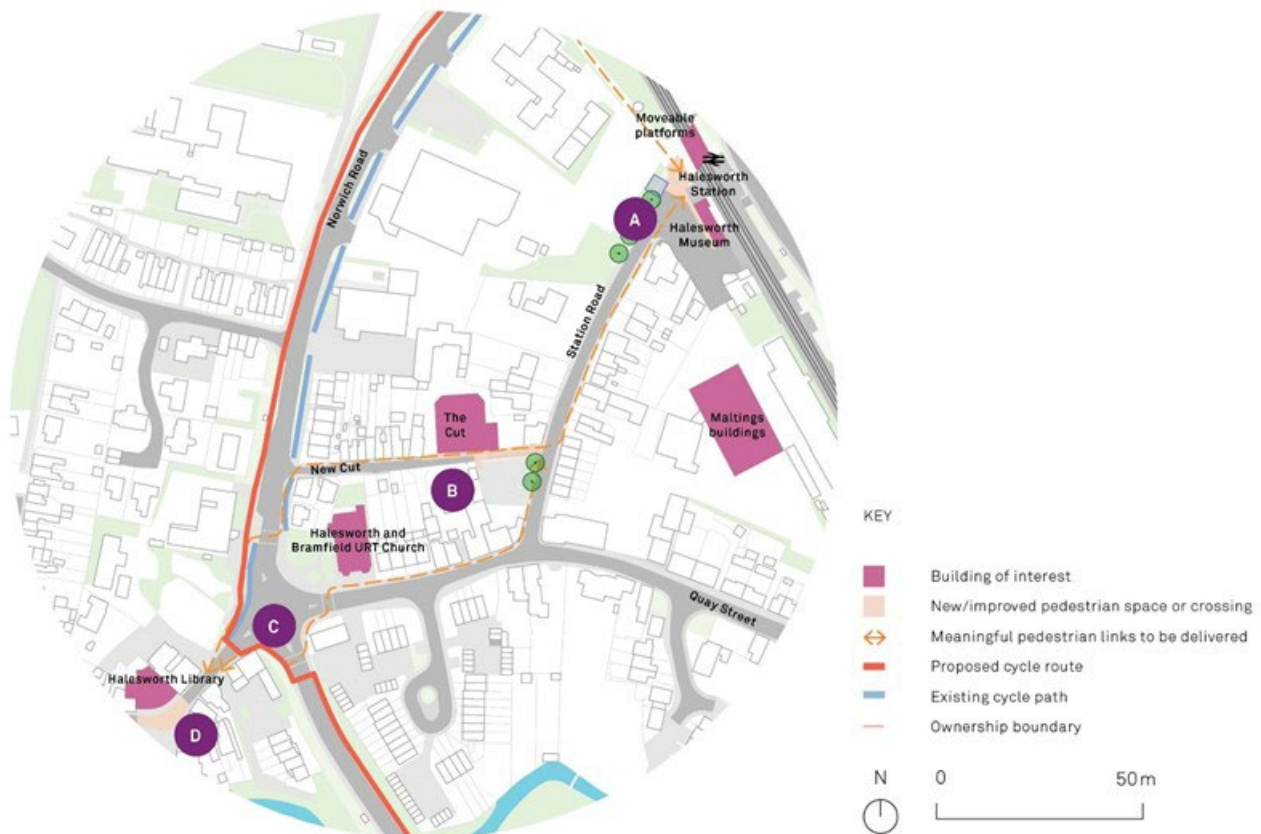 Moveable
platforms
Halesworth
Station
A
Halesworth
Museum
Norwich Road
Station Road
The
Cut
Maltings
buildings
New Cut
B
Halesworth and
Bramfield URT Church
Quay Street
C
Halesworth Library
D
KEY
Building of interest
New/improved pedestrian space or crossing
Meaningful pedestrian links to be delivered
Proposed cycle route
Existing cycle path
Ownership boundary
N
0
50 m